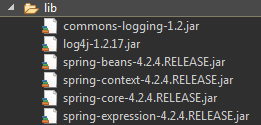 lib
commons-logging-1.2.jar
log4j-1.2.17.jar
spring-beans-4.2.4.RELEASE.jar
spring-context-4.2.4.RELEASE.jar
spring-core-4.2.4.RELEASE.jar
spring-expression-4.2.4.RELEASE.jar